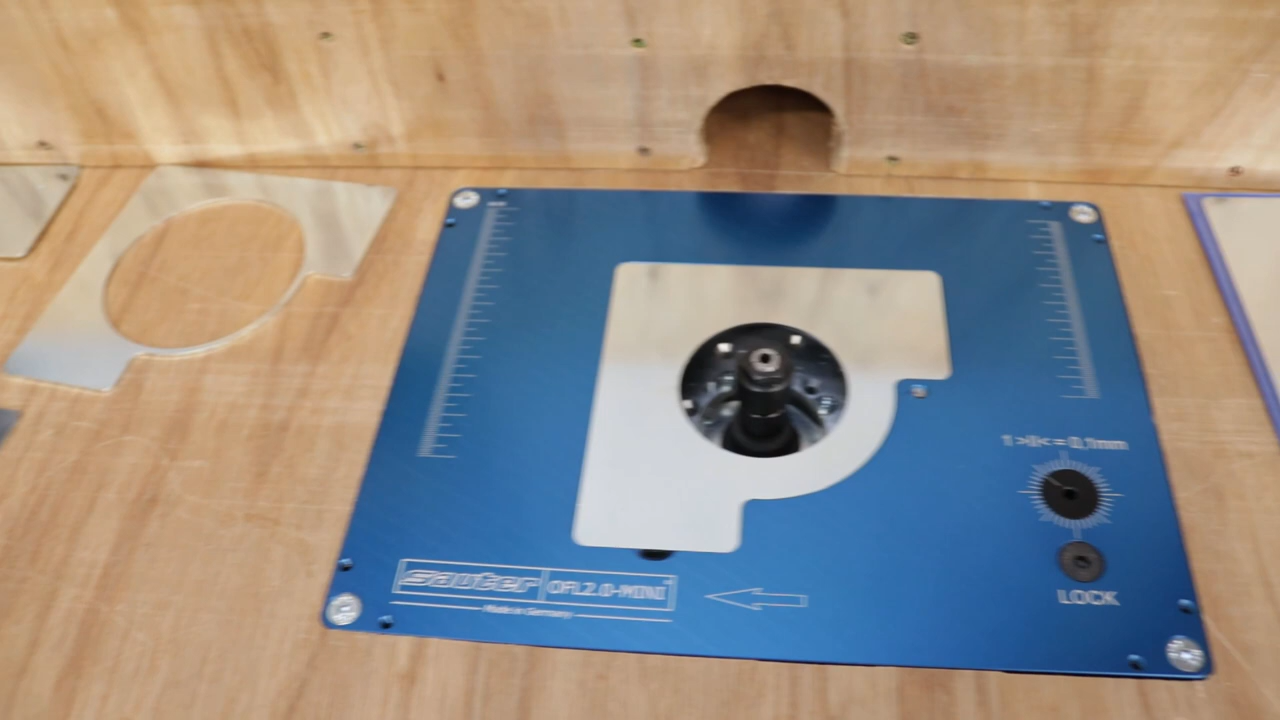 1 >||< = 0,1mm
sauter OFL2.0-MINI
Made in Germany
LOCK